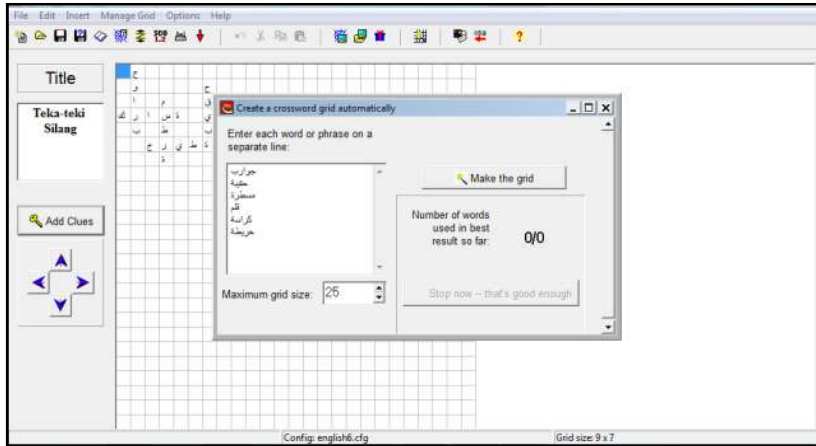 File Edit Insert Manage Grid Options Help
Title
Teka-teki
Silang
Add Clues
Create a crossword grid automatically
Enter each word or phrase on a
separate line:
جوارب
حقيبة
مسطرة
قلم
كراسة
خريطة
Maximum grid size: 25
Make the grid
Number of words
used in best
result so far: 0/0
Stop now -- that's good enough
Config: english6.cfg
Grid size: 9 x 7